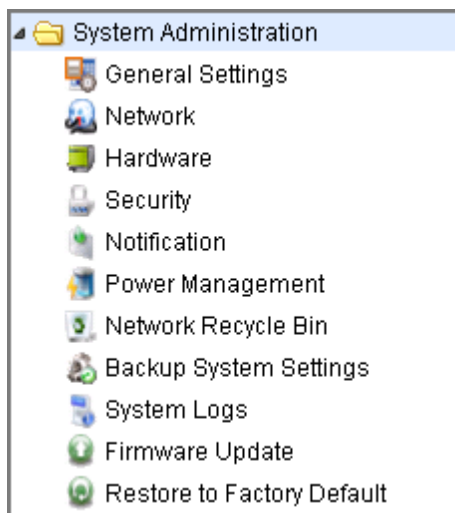 System Administration
General Settings
Network
Hardware
Security
Notification
Power Management
Network Recycle Bin
Backup System Settings
System Logs
Firmware Update
Restore to Factory Default